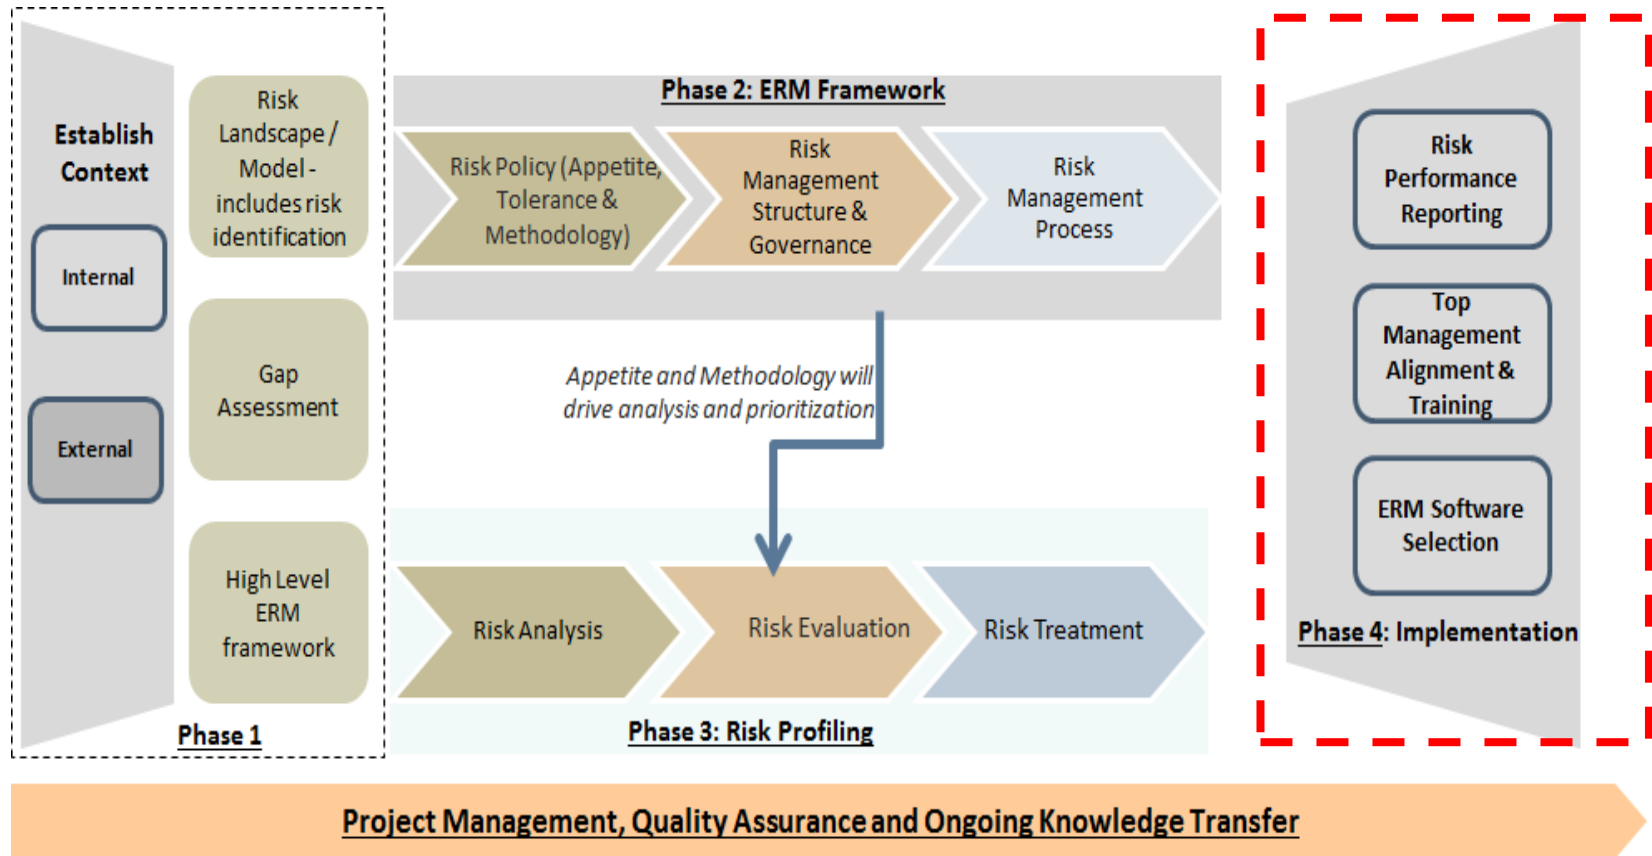 Establish
Context
Internal
External
Risk
Landscape /
Model -
includes risk
identification
Gap
Assessment
High Level
ERM
framework
Phase 1
Phase 2: ERM Framework
Risk Policy (Appetite,
Tolerance &
Methodology)
Risk
Management
Structure &
Governance
Risk
Management
Process
Appetite and Methodology will
drive analysis and prioritization
Risk Analysis
Risk Evaluation
Risk Treatment
Phase 3: Risk Profiling
Risk
Performance
Reporting
Top
Management
Alignment &
Training
ERM Software
Selection
Phase 4: Implementation
Project Management, Quality Assurance and Ongoing Knowledge Transfer